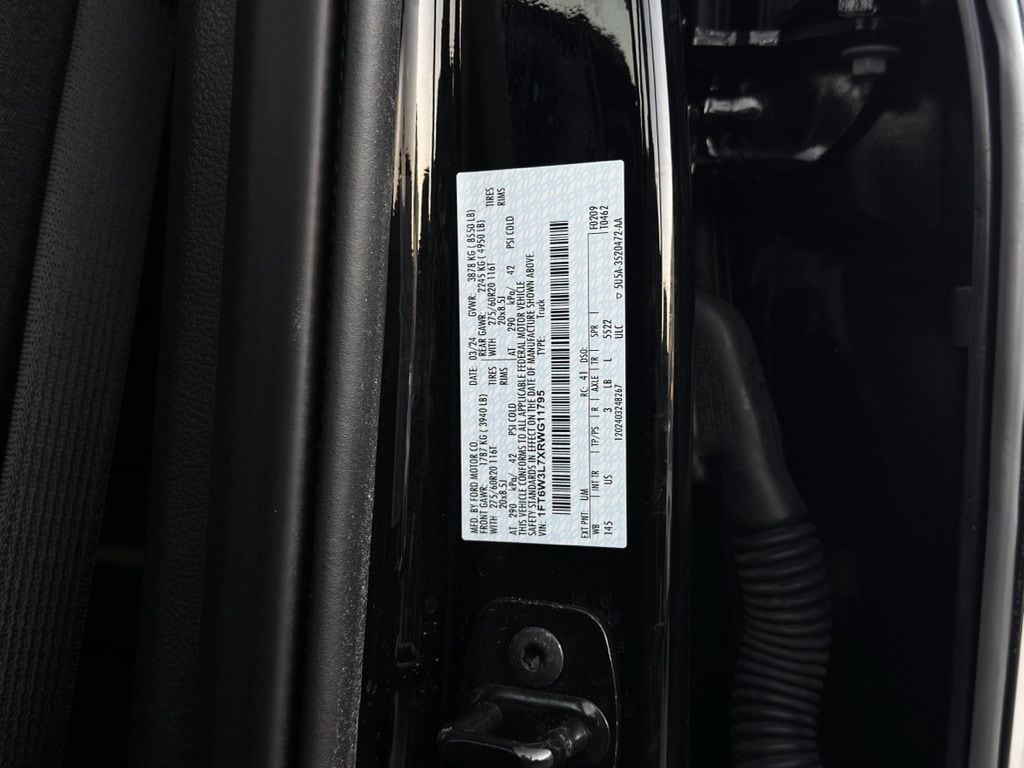 MFD. BY FORD MOTOR CO. DATE: 03/24 GVWR: 3878 KG ( 8550 LB)
FRONT GAWR: 1787 KG ( 3940 LB) REAR GAWR: 2245 KG ( 4950 LB)
WITH 275/60R20 116T TIRES WITH 275/60R20 116T TIRES
20x8.5J RIMS 20x8.5J RIMS
AT 290 kPa/ 42 PSI COLD AT 290 kPa/ 42 PSI COLD
THIS VEHICLE CONFORMS TO ALL APPLICABLE FEDERAL MOTOR VEHICLE
SAFETY STANDARDS IN EFFECT ON THE DATE OF MANUFACTURE SHOWN ABOVE.
VIN: 1FT6W3L7XRWG11795 TYPE: Truck
EXT PNT: UM RC: 41 DSO: F0209
WB INT TR TP/PS R AXLE TR SPR T0462
145 US 3 LB L 5522
ULC
1202403248267 ▽ SU5A-3520472-AA